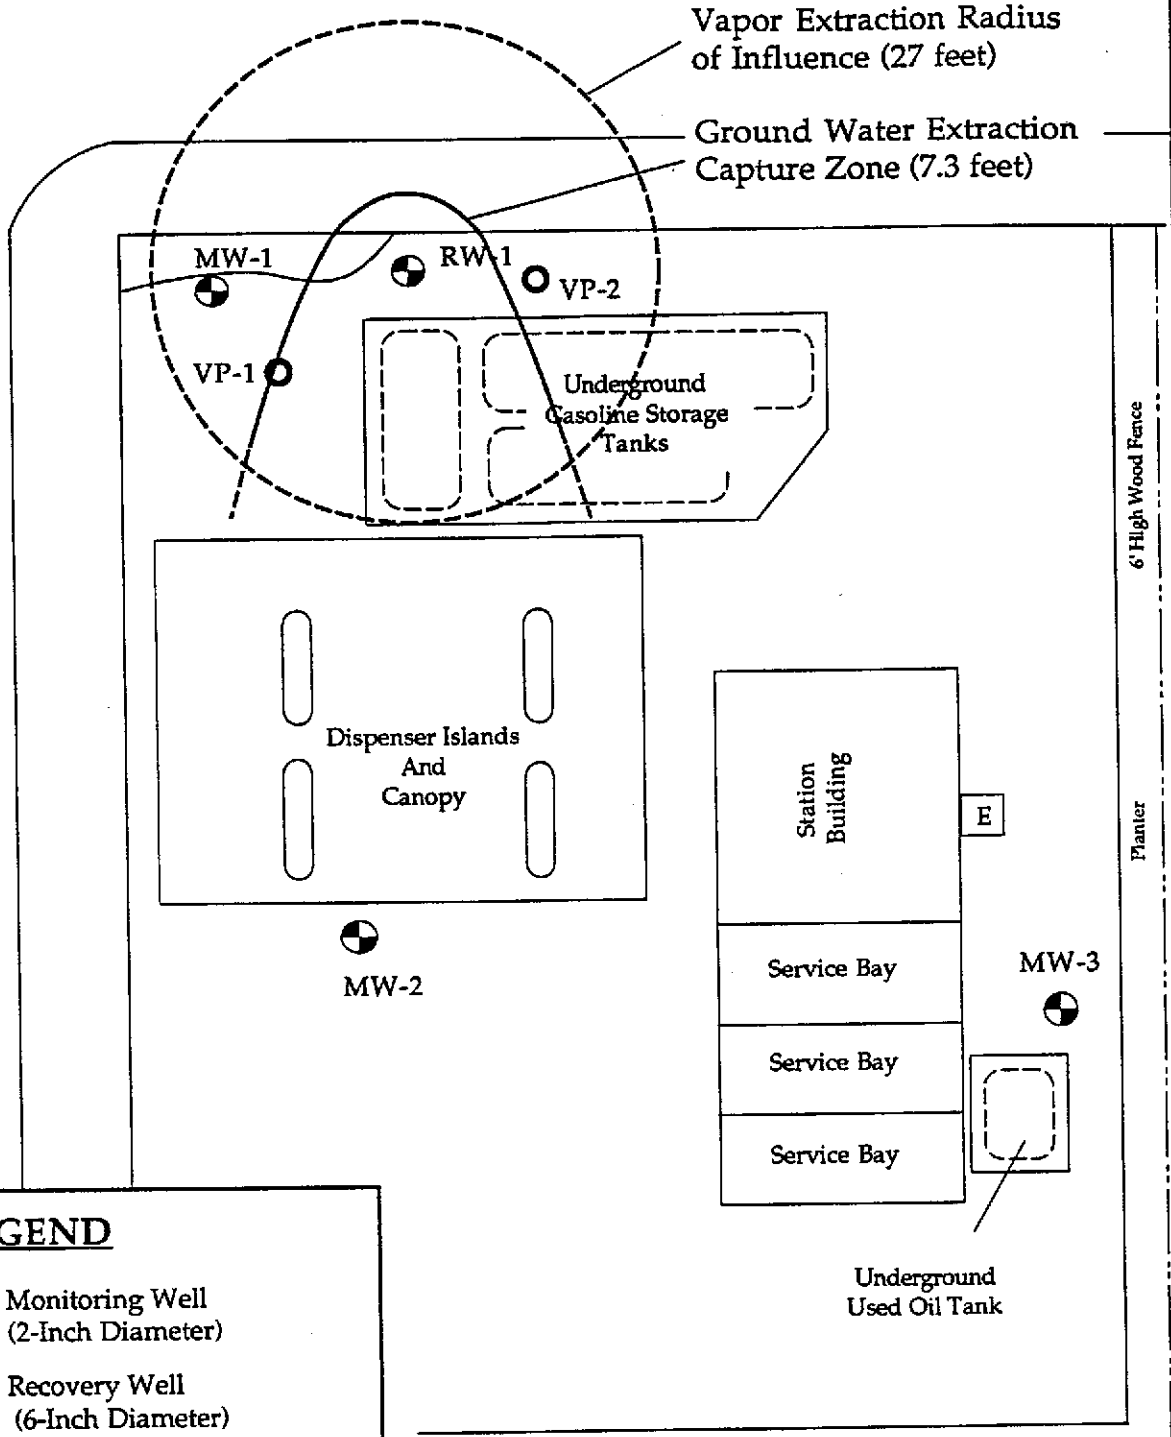 Vapor Extraction Radius
of Influence (27 feet)
Ground Water Extraction
Capture Zone (7.3 feet)
MW-1
RW-1
VP-2
VP-1
Underground
Gasoline Storage
Tanks
6' High Wood Fence
Dispenser Islands
And
Canopy
Station
Building
E
Planter
MW-2
Service Bay
MW-3
Service Bay
Service Bay
Underground
Used Oil Tank
GEND
Monitoring Well
(2-Inch Diameter)
Recovery Well
(6-Inch Diameter)